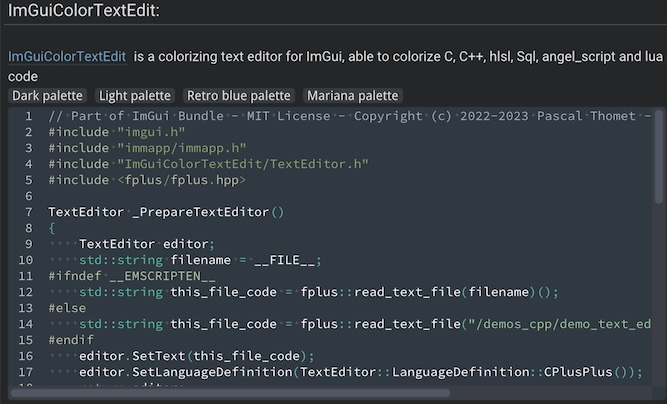 ImGuiColorTextEdit:
ImGuiColorTextEdit is a colorizing text editor for ImGui, able to colorize C, C++, hlsl, Sql, angel_script and lua
code
Dark palette Light palette Retro blue palette Mariana palette
1 // Part of ImGui Bundle - MIT License - Copyright (c) 2022-2023 Pascal Thomet -
2 #include "imgui.h"
3 #include "immapp/immapp.h"
4 #include "ImGuiColorTextEdit/TextEditor.h"
5 #include <fplus/fplus.hpp>
6
7 TextEditor _PrepareTextEditor()
8 {
9     TextEditor editor;
10     std::string filename = __FILE__;
11 #ifndef __EMSCRIPTEN__
12     std::string this_file_code = fplus::read_text_file(filename)();
13 #else
14     std::string this_file_code = fplus::read_text_file("/demos_cpp/demo_text_ed
15 #endif
16     editor.SetText(this_file_code);
17     editor.SetLanguageDefinition(TextEditor::LanguageDefinition::CPlusPlus());